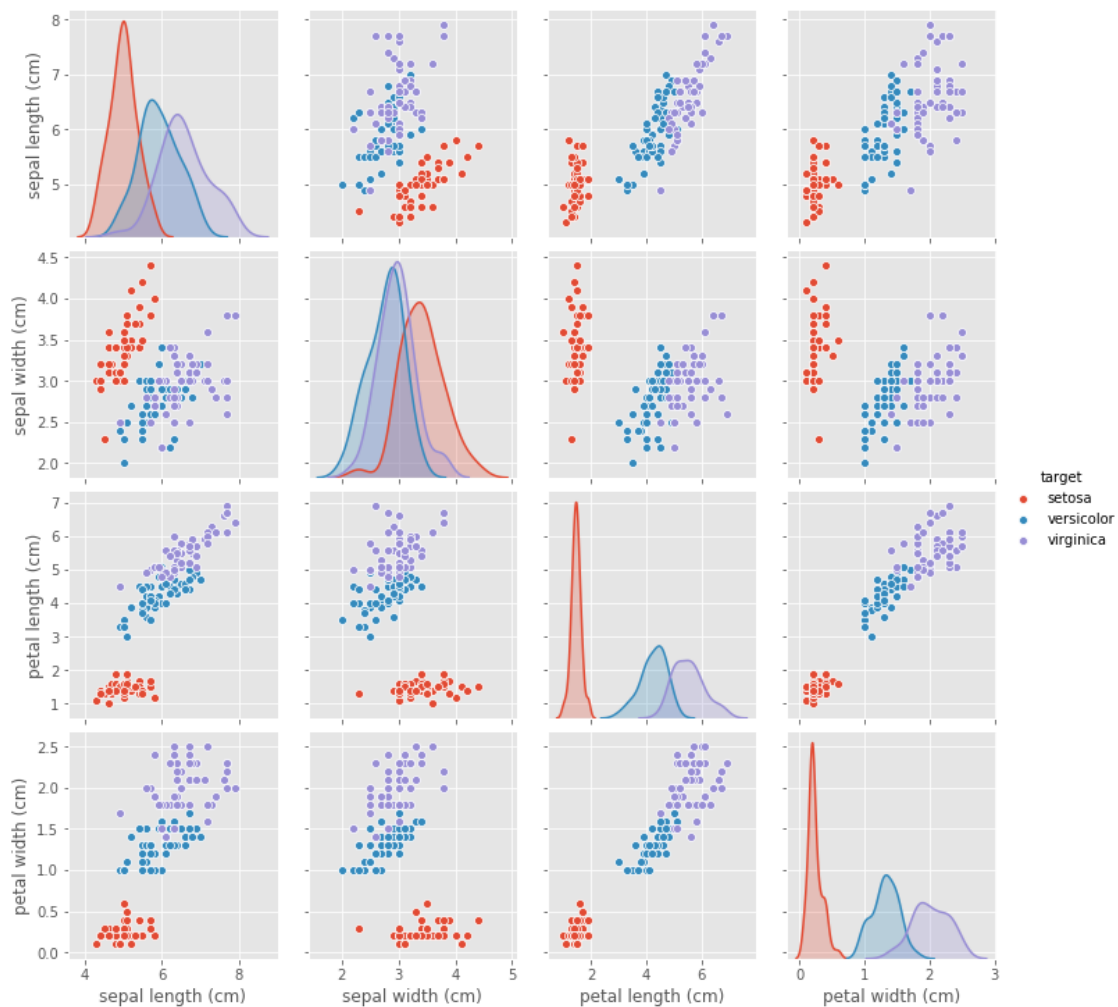 8
7
6
5
sepal length (cm)
4.5
4.0
3.5
3.0
2.5
2.0
sepal width (cm)
target
setosa
versicolor
virginica
7
6
5
4
3
2
1
petal length (cm)
2.5
2.0
1.5
1.0
0.5
0.0
petal width (cm)
4 6 8
2 3 4 5
2 4 6
0 1 2 3
sepal length (cm)
sepal width (cm)
petal length (cm)
petal width (cm)